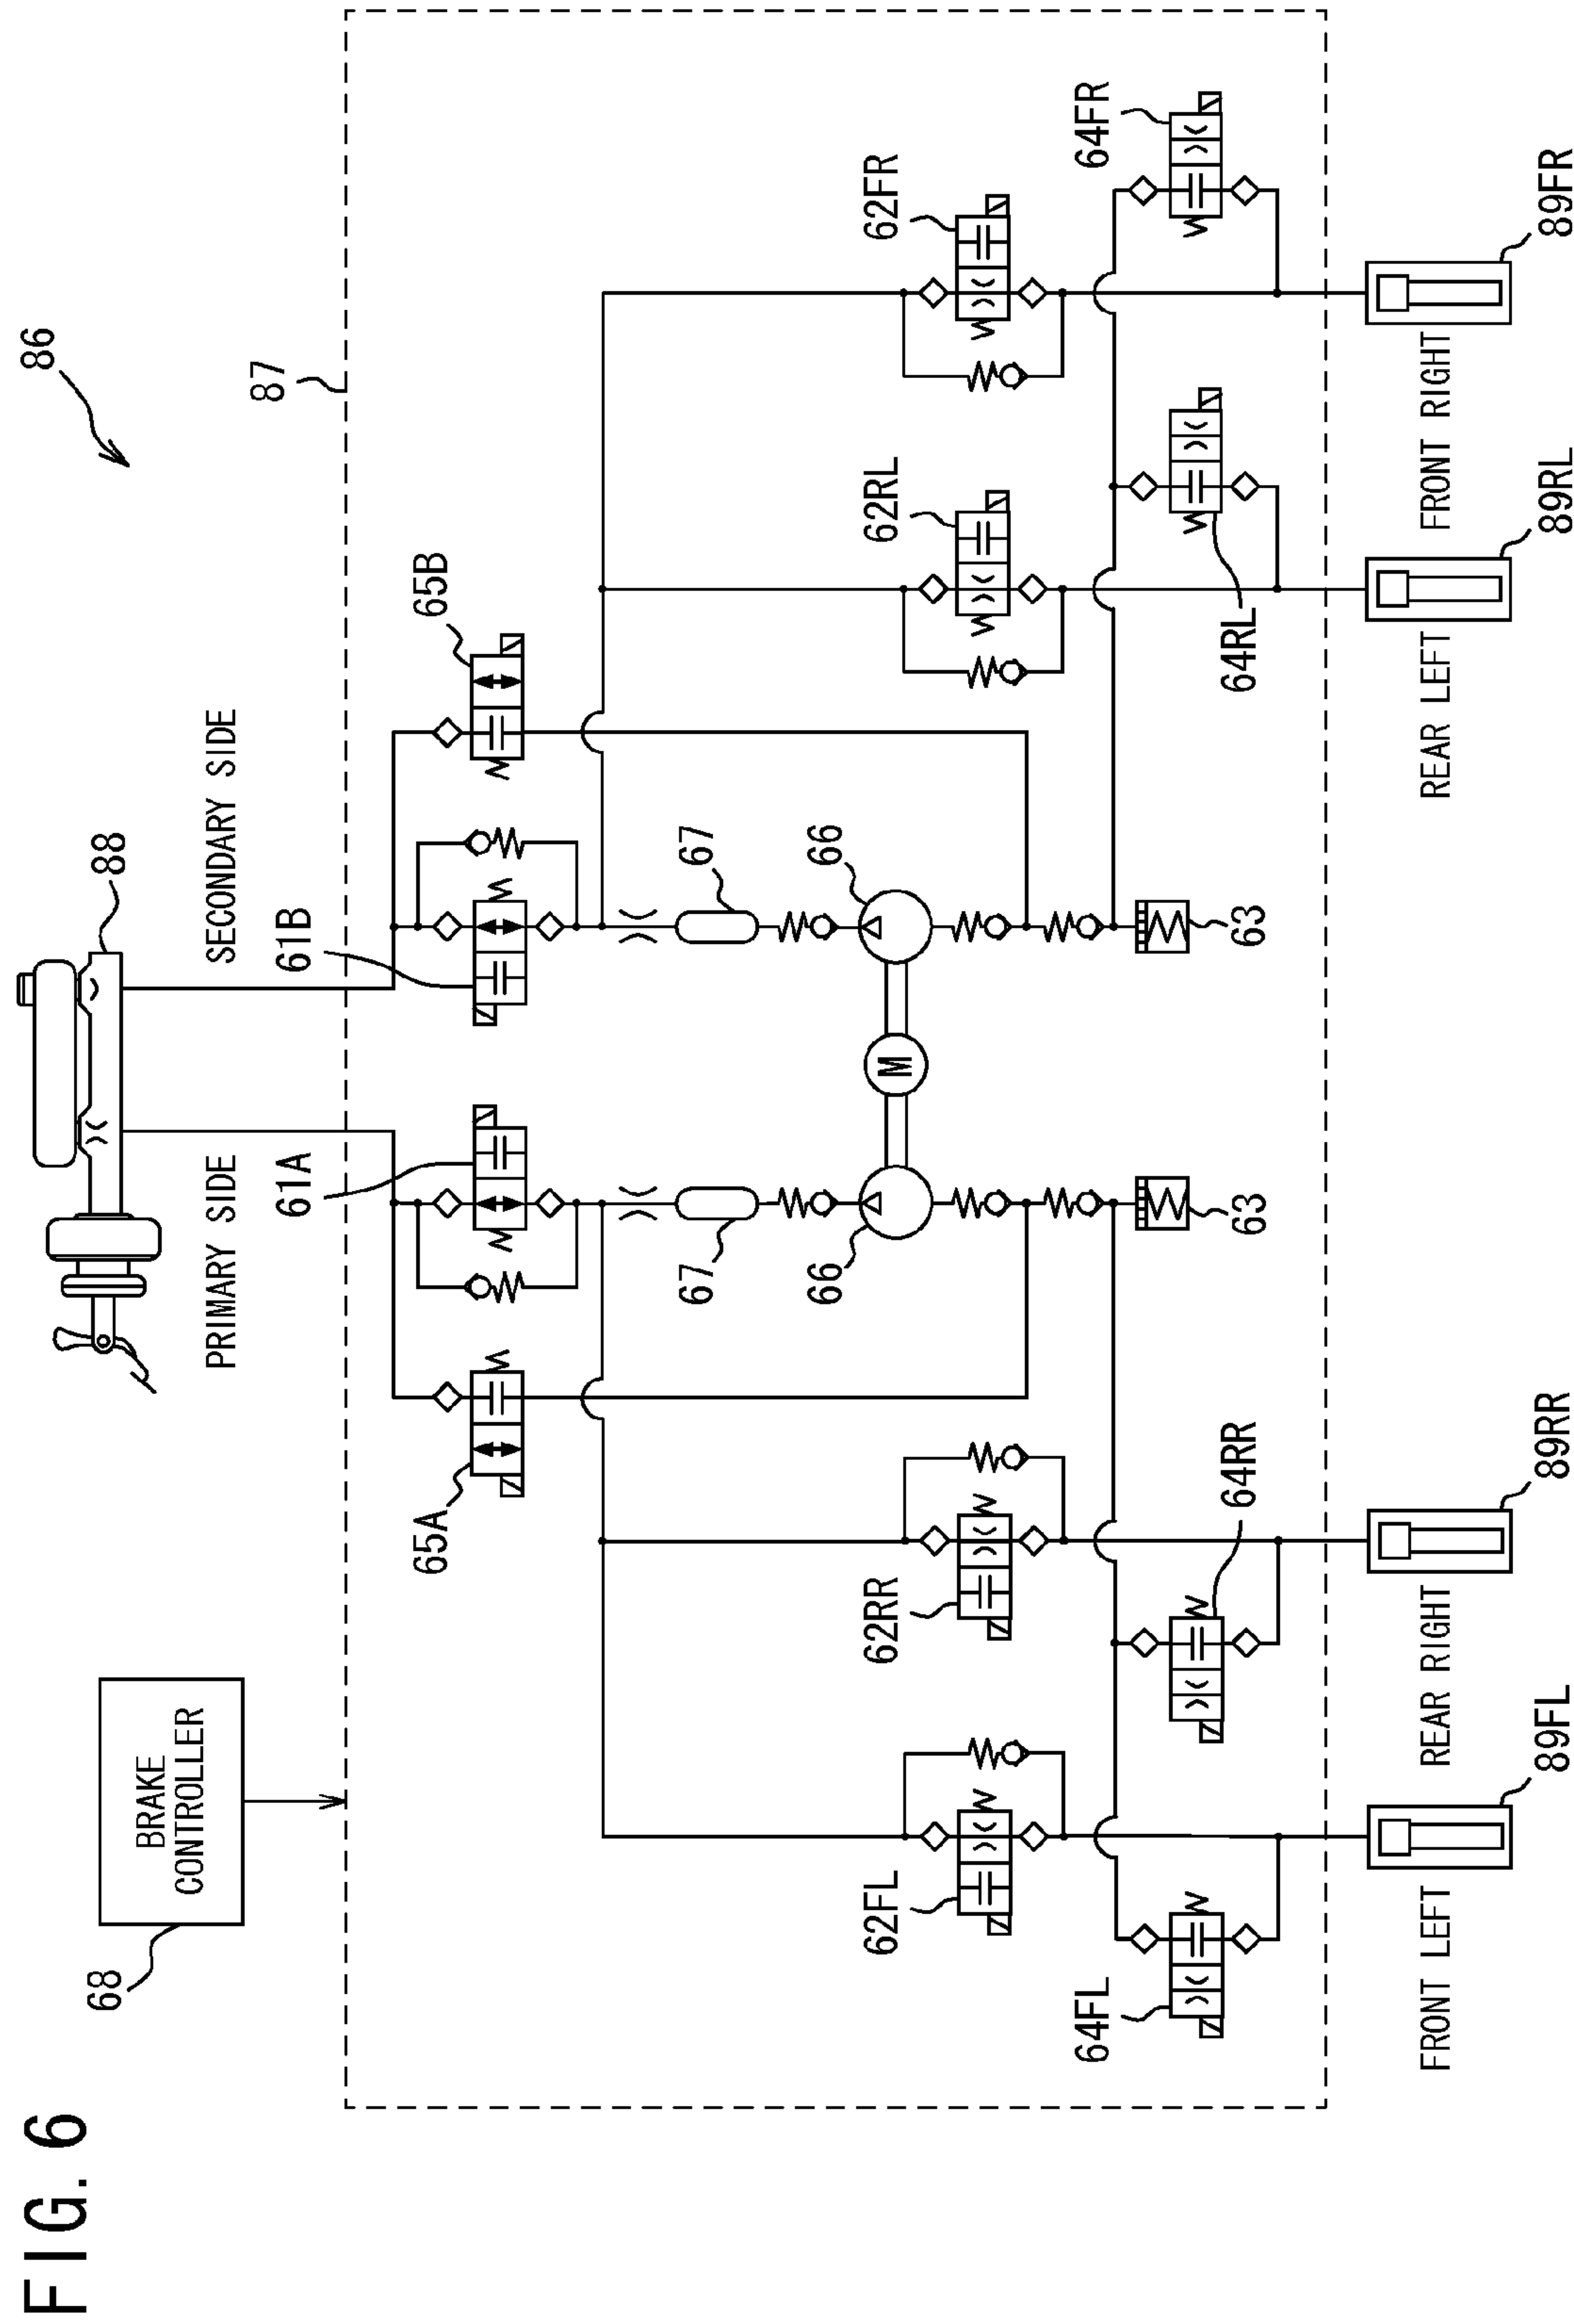 FIG. 6
86
BRAKE
CONTROLLER
68
88
PRIMARY SIDE
SECONDARY SIDE
87
61A
61B
65A
65B
67
67
66
66
M
62FL
62RR
62RL
62FR
64FL
64RR
64RL
64FR
63
63
FRONT LEFT
REAR RIGHT
REAR LEFT
FRONT RIGHT
89FL
89RR
89RL
89FR